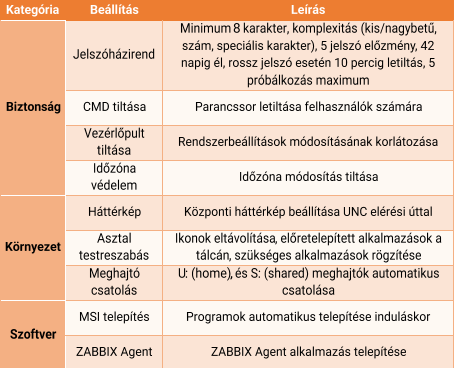 Kategória Beállítás Leírás
Biztonság
Jelszóházirend
Minimum 8 karakter, komplexitás (kis/nagybetű,
szám, speciális karakter), 5 jelszó előzmény, 42
napig él, rossz jelszó esetén 10 percig letiltás, 5
próbálkozás maximum
CMD tiltása
Parancssor letiltása felhasználók számára
Vezérlőpult
tiltása
Rendszerbeállítások módosításának korlátozása
Időzóna
védelem
Időzóna módosítás tiltása
Környezet
Háttérkép
Központi háttérkép beállítása UNC elérési úttal
Asztal
testreszabás
Ikonok eltávolítása, előretelepített alkalmazások a
tálcán, szükséges alkalmazások rögzítése
Meghajtó
csatolás
U: (home), és S: (shared) meghajtók automatikus
csatolása
Szoftver
MSI telepítés
Programok automatikus telepítése induláskor
ZABBIX Agent
ZABBIX Agent alkalmazás telepítése